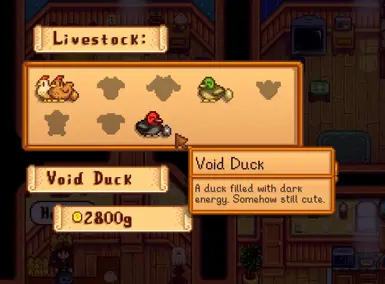 Livestock:
Void Duck
A duck filled with dark
energy. Somehow still cute.
Void Duck
2800g